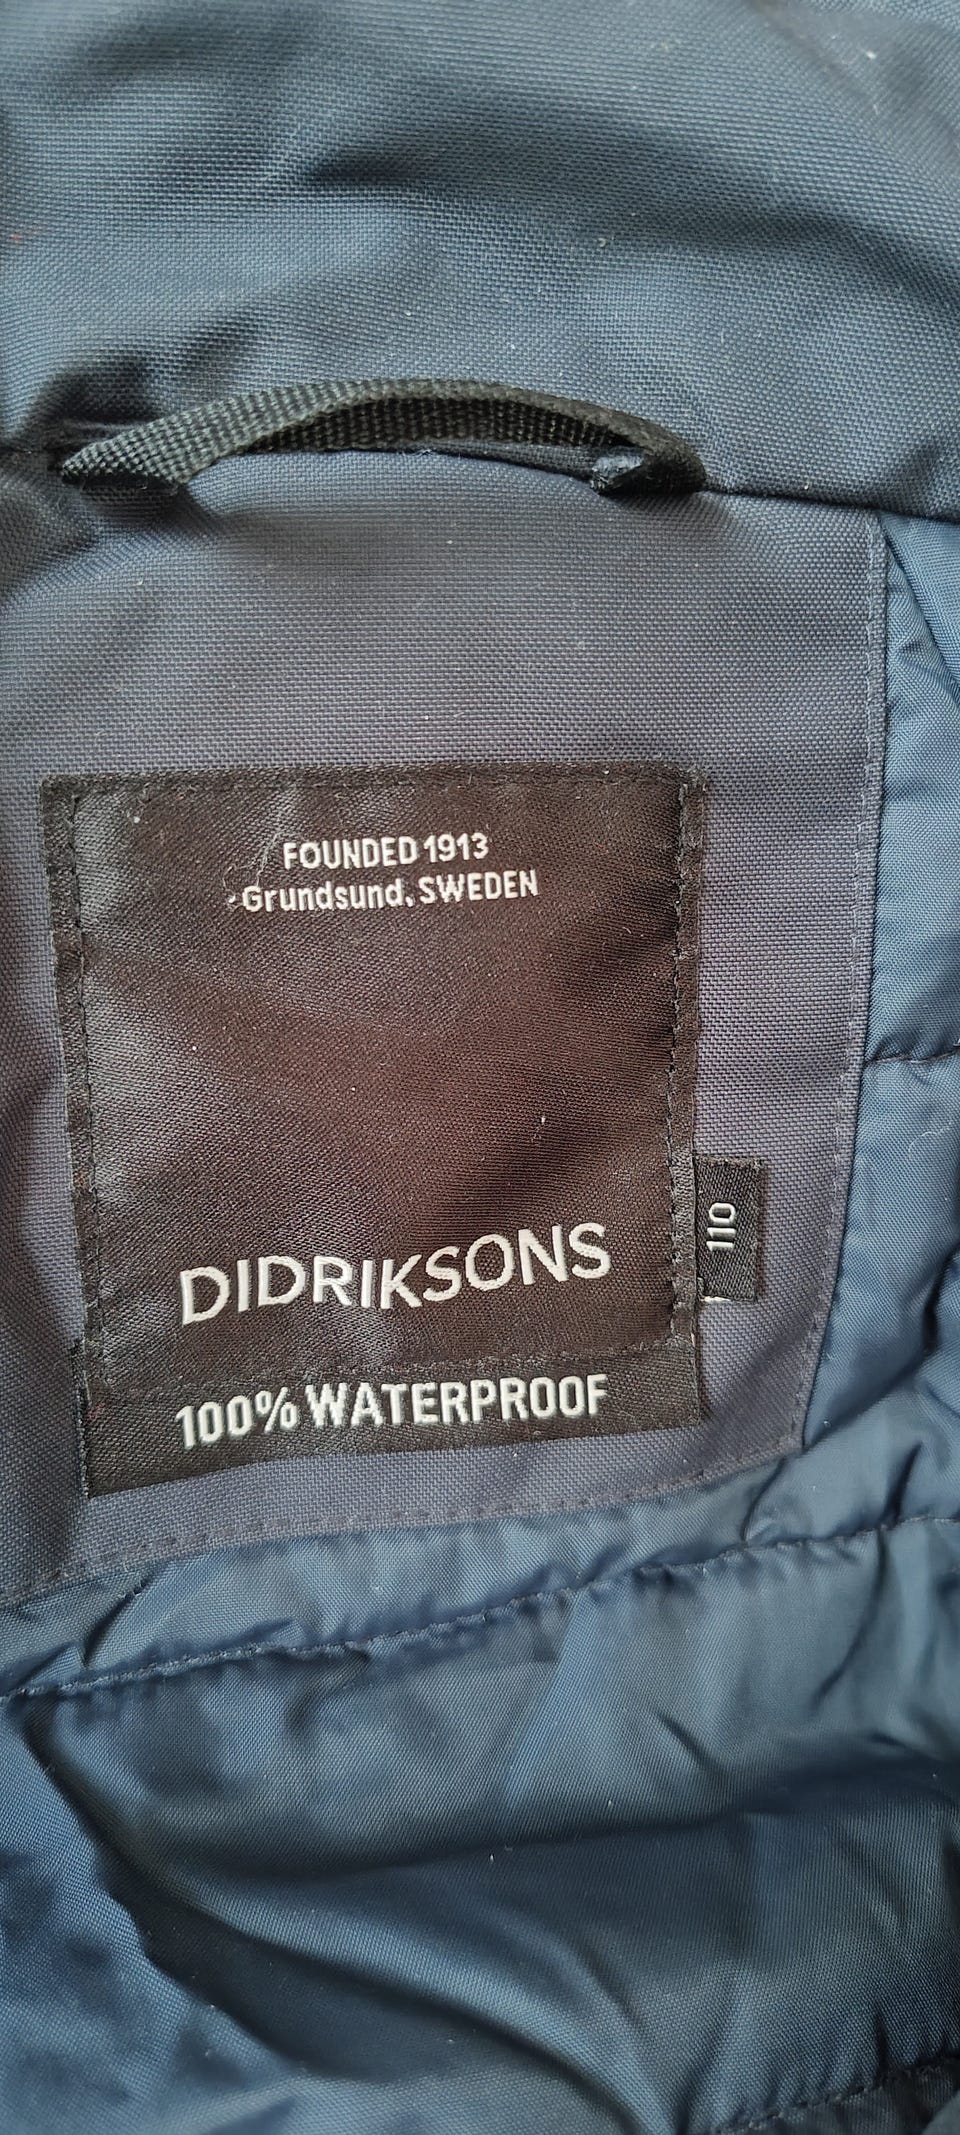 FOUNDED 1913
Grundsund, SWEDEN
DIDRIKSONS
100% WATERPROOF
110